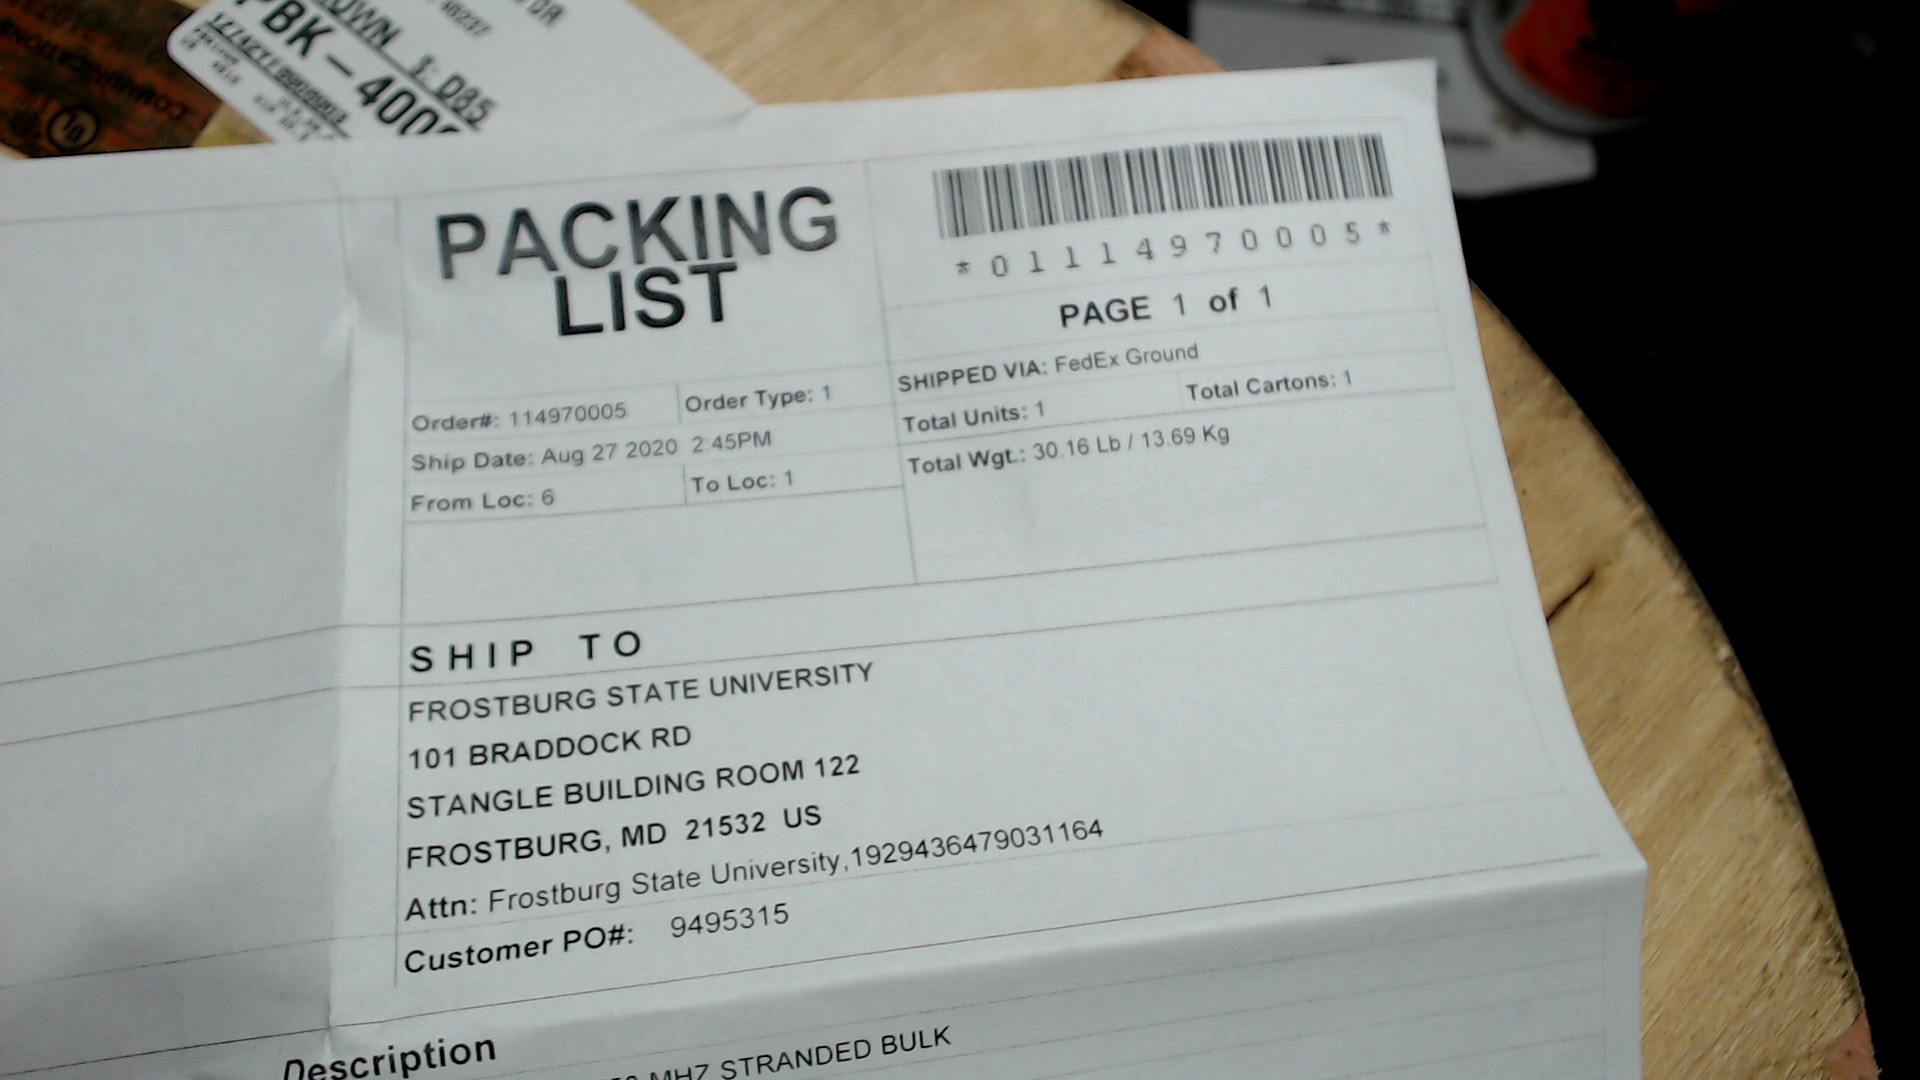 PBK-400
PACKING
LIST
*01114970005*
PAGE 1 of 1
Order#: 114970005
Order Type: 1
Ship Date: Aug 27 2020 2:45PM
From Loc: 6
To Loc: 1
SHIPPED VIA: FedEx Ground
Total Units: 1
Total Cartons: 1
Total Wgt.: 30.16 Lb / 13.69 Kg
SHIP TO
FROSTBURG STATE UNIVERSITY
101 BRADDOCK RD
STANGLE BUILDING ROOM 122
FROSTBURG, MD 21532 US
Attn: Frostburg State University,1929436479031164
Customer PO#: 9495315
Description
MHZ STRANDED BULK